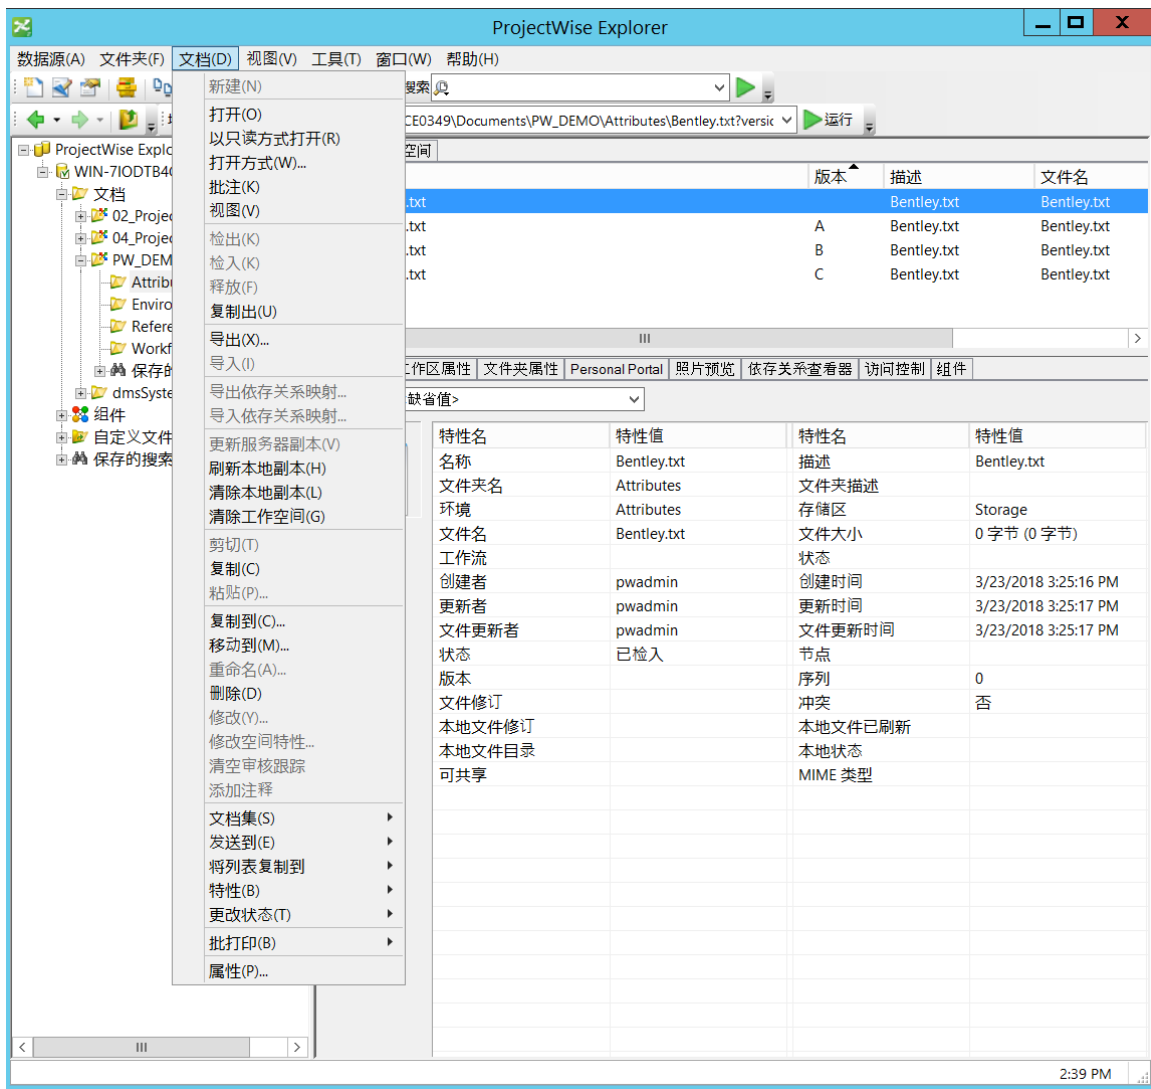 ProjectWise Explorer
数据源(A) 文件夹(F) 文档(D) 视图(V) 工具(T) 窗口(W) 帮助(H)
搜索
CE0349\Documents\PW_DEMO\Attributes\Bentley.txt?versic 运行
空间
ProjectWise Explc
WIN-7IODTB4
文档
02_Projec
04_Projec
PW_DEM
Attrib
Enviro
Refere
Workf
保存的
dmsSyste
组件
自定义文件
保存的搜索
新建(N)
打开(O)
以只读方式打开(R)
打开方式(W)...
批注(K)
视图(V)
检出(K)
检入(K)
释放(F)
复制出(U)
导出(X)...
导入(I)
导出依存关系映射...
导入依存关系映射...
更新服务器副本(V)
刷新本地副本(H)
清除本地副本(L)
清除工作空间(G)
剪切(T)
复制(C)
粘贴(P)...
复制到(C)...
移动到(M)...
重命名(A)...
删除(D)
修改(Y)...
修改空间特性...
清空审核跟踪
添加注释
文档集(S)
发送到(E)
将列表复制到
特性(B)
更改状态(T)
批打印(B)
属性(P)...
版本 描述 文件名
.txt Bentley.txt Bentley.txt
.txt A Bentley.txt Bentley.txt
.txt B Bentley.txt Bentley.txt
.txt C Bentley.txt Bentley.txt
工作区属性 文件夹属性 Personal Portal 照片预览 依存关系查看器 访问控制 组件
缺省值>
特性名 特性值 特性名 特性值
名称 Bentley.txt 描述 Bentley.txt
文件夹名 Attributes 文件夹描述
环境 Attributes 存储区 Storage
文件名 Bentley.txt 文件大小 0 字节 (0 字节)
工作流 状态
创建者 pwadmin 创建时间 3/23/2018 3:25:16 PM
更新者 pwadmin 更新时间 3/23/2018 3:25:17 PM
文件更新者 pwadmin 文件更新时间 3/23/2018 3:25:17 PM
状态 已检入 节点
版本 序列 0
文件修订 冲突 否
本地文件修订 本地文件已刷新
本地文件目录 本地状态
可共享 MIME 类型
2:39 PM